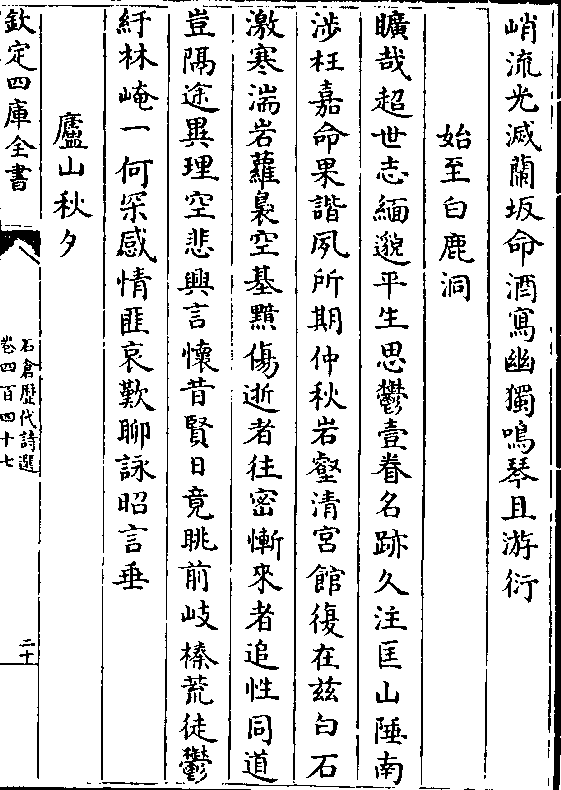 峭流光滅蘭坂命酒寫幽獨鳴琴且游衍
始至白鹿洞
曠哉超世志緬邈平生思鬱壹眷名跡久注匡山陲南
涉枉嘉命果諧夙所期仲秋岩壑清宮館復在兹白石
激寒湍岩蘿裊空基黯傷逝者往密慚來者追性同道
豈隔途異理空悲興言懷昔賢日竟眺前岐榛荒徒鬱
紆林崦一何深感情匪哀歎聊詠昭言垂
廬山秋夕
欽定四庫全書
石倉歷代詩選
卷四百四十七
二十